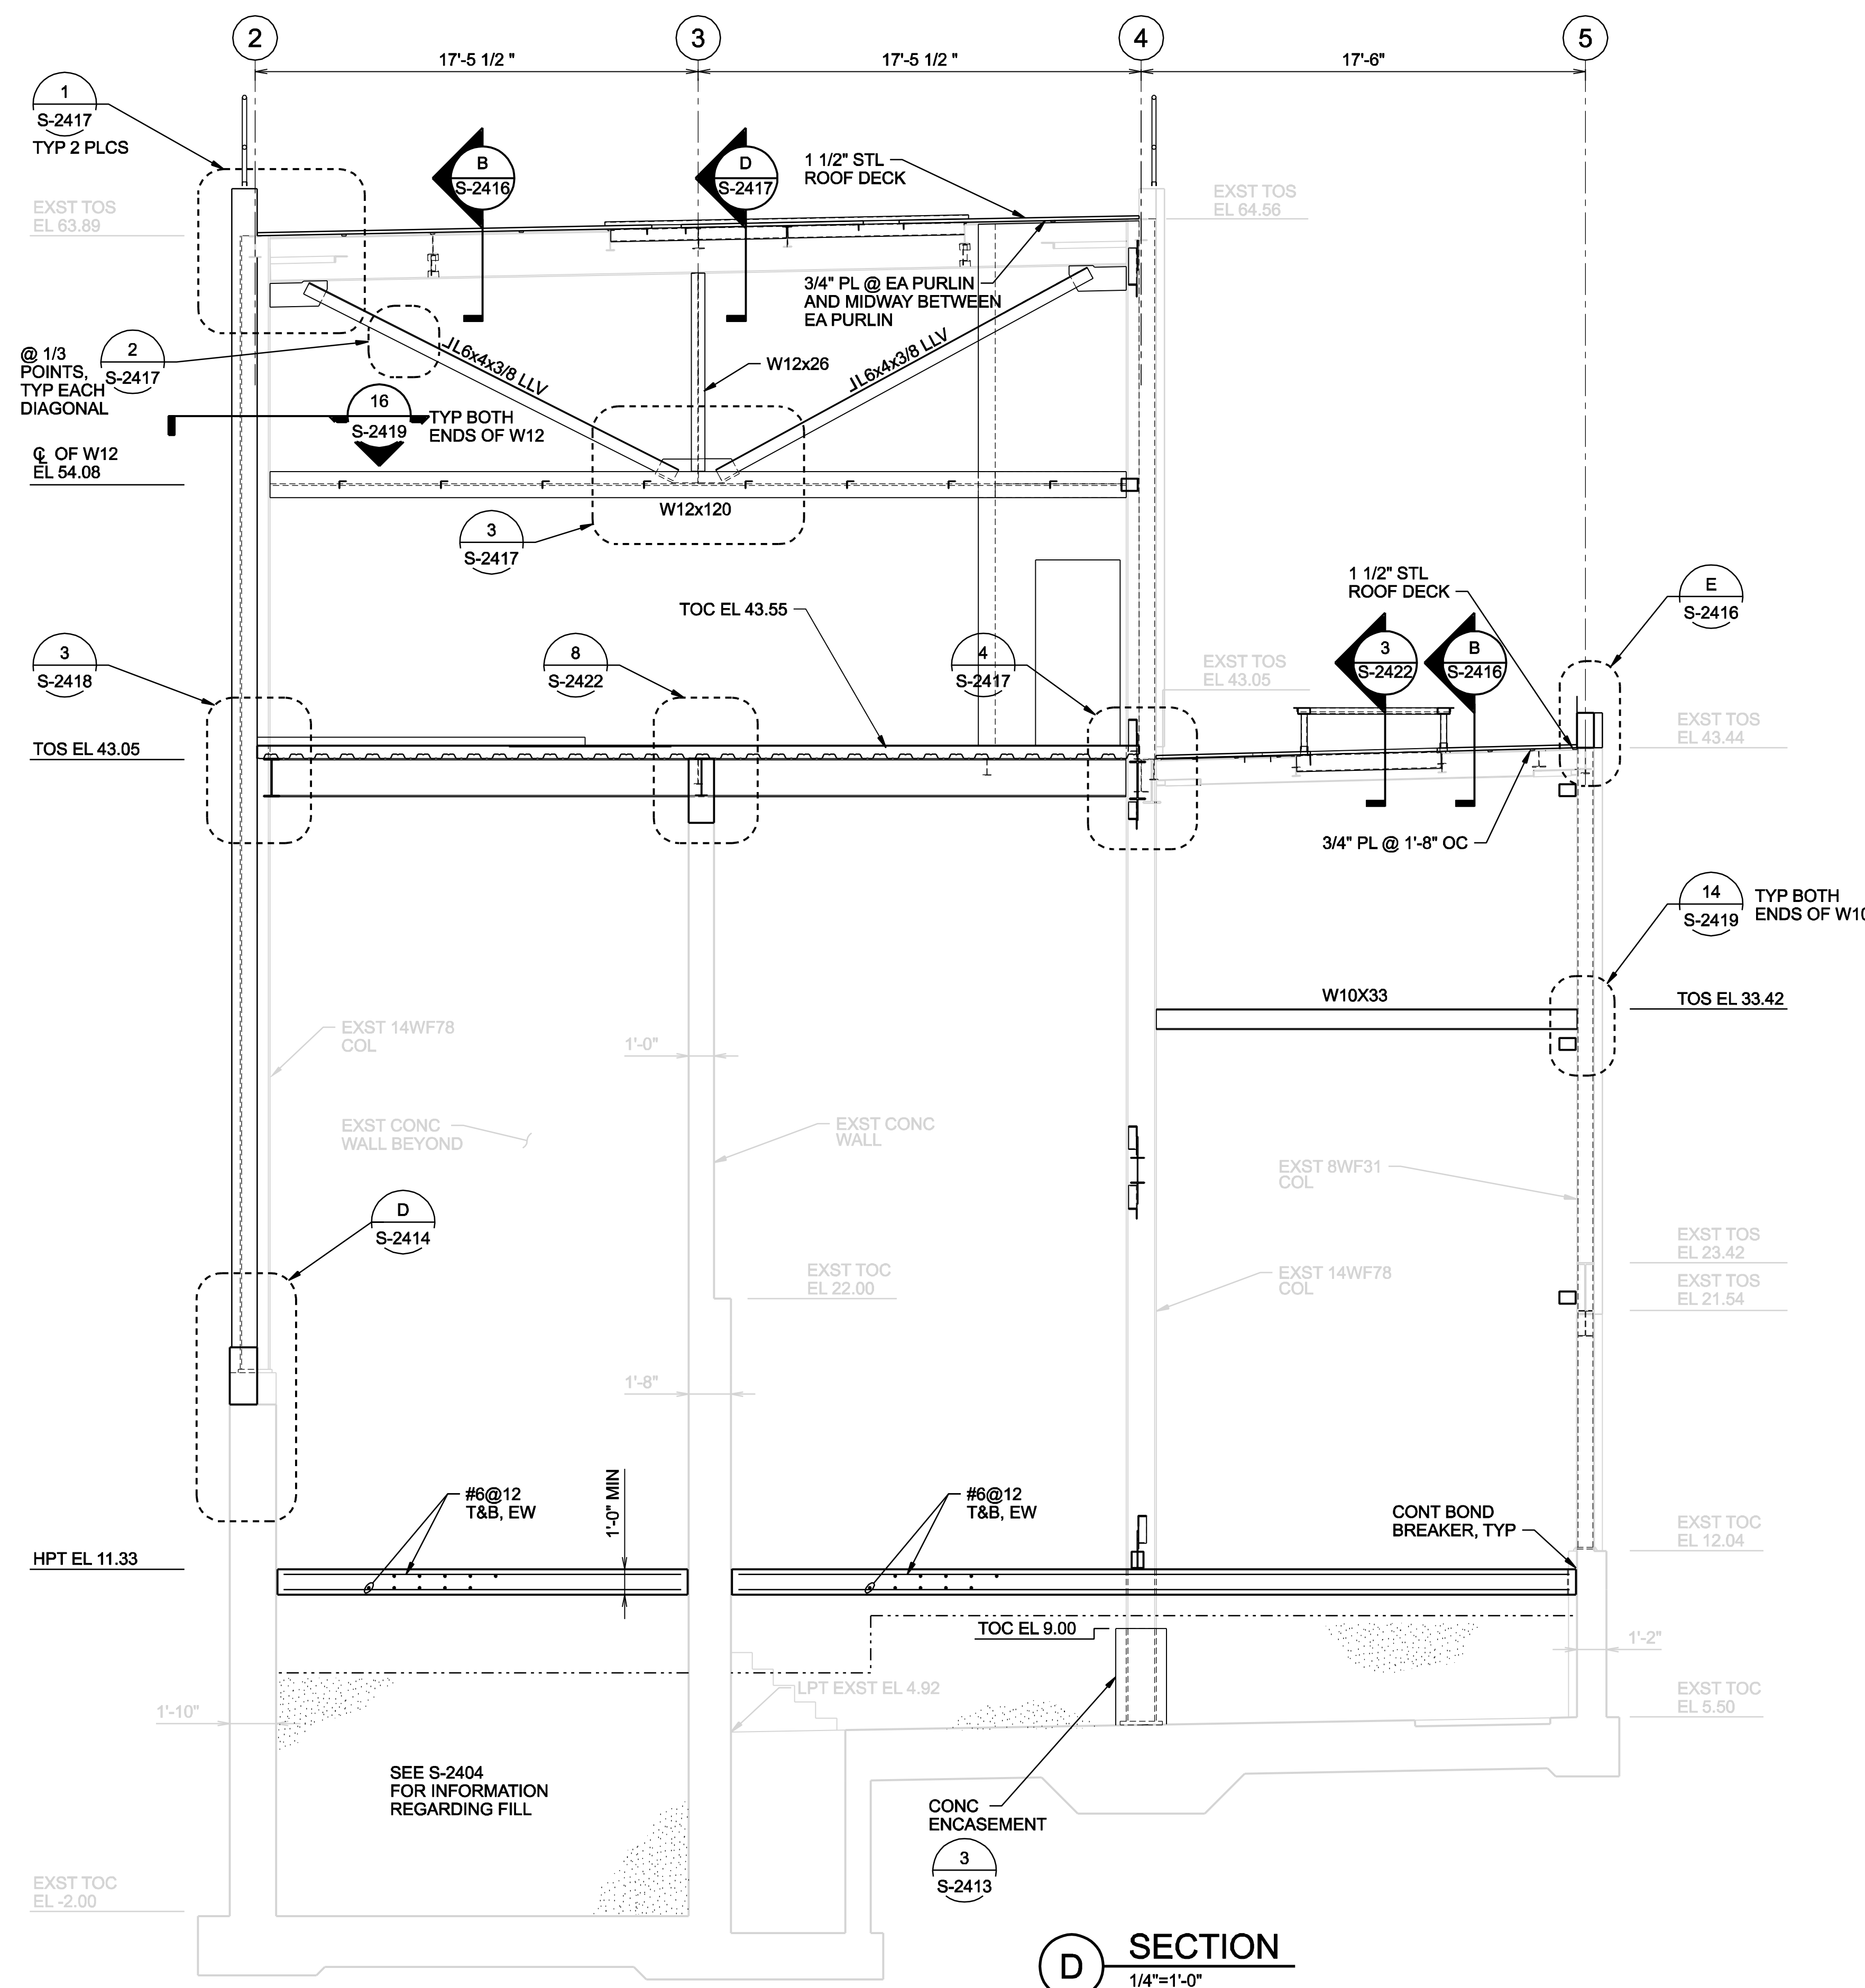 2
3
4
5
17'-5 1/2 "
17'-5 1/2 "
17'-6"
1
S-2417
TYP 2 PLCS
B
S-2416
D
S-2417
1 1/2" STL
ROOF DECK
EXST TOS
EL 63.89
EXST TOS
EL 64.56
3/4" PL @ EA PURLIN
AND MIDWAY BETWEEN
EA PURLIN
@ 1/3
POINTS,
TYP EACH
DIAGONAL
2
S-2417
L6x4x3/8 LLV
W12x26
L6x4x3/8 LLV
16
S-2419
TYP BOTH
ENDS OF W12
OF W12
EL 54.08
W12x120
3
S-2417
1 1/2" STL
ROOF DECK
E
S-2416
TOC EL 43.55
3
S-2418
8
S-2422
4
S-2417
EXST TOS
EL 43.05
3
S-2422
B
S-2416
TOS EL 43.05
EXST TOS
EL 43.44
3/4" PL @ 1'-8" OC
14
S-2419
TYP BOTH
ENDS OF W10
W10X33
TOS EL 33.42
EXST 14WF78
COL
1'-0"
EXST CONC
WALL BEYOND
EXST CONC
WALL
EXST 8WF31
COL
D
S-2414
EXST TOS
EL 23.42
EXST TOC
EL 22.00
EXST 14WF78
COL
EXST TOS
EL 21.54
1'-8"
#6@12
T&B, EW
1'-0" MIN
#6@12
T&B, EW
CONT BOND
BREAKER, TYP
EXST TOC
EL 12.04
HPT EL 11.33
TOC EL 9.00
1'-2"
LPT EXST EL 4.92
EXST TOC
EL 5.50
1'-10"
SEE S-2404
FOR INFORMATION
REGARDING FILL
CONC
ENCASEMENT
3
S-2413
EXST TOC
EL -2.00
D
SECTION
1/4"=1'-0"